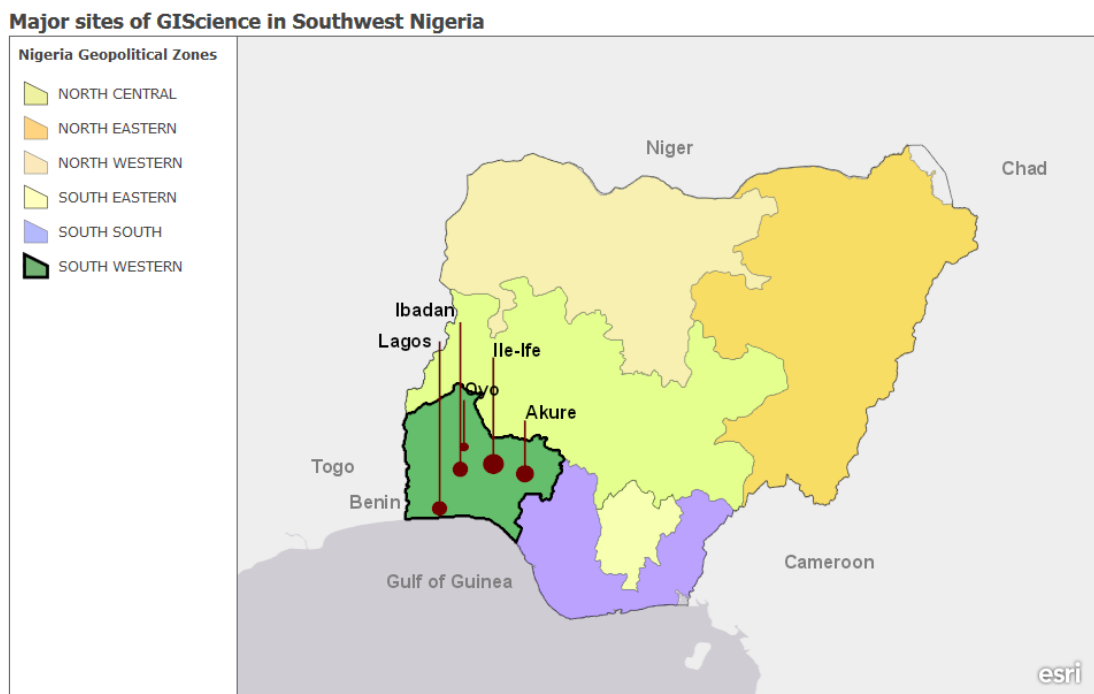 Major sites of GIScience in Southwest Nigeria
Nigeria Geopolitical Zones
NORTH CENTRAL
NORTH EASTERN
NORTH WESTERN
SOUTH EASTERN
SOUTH SOUTH
SOUTH WESTERN
Niger
Chad
Ibadan
Lagos
Ile-Ife
Oyo
Akure
Togo
Benin
Gulf of Guinea
Cameroon
esri